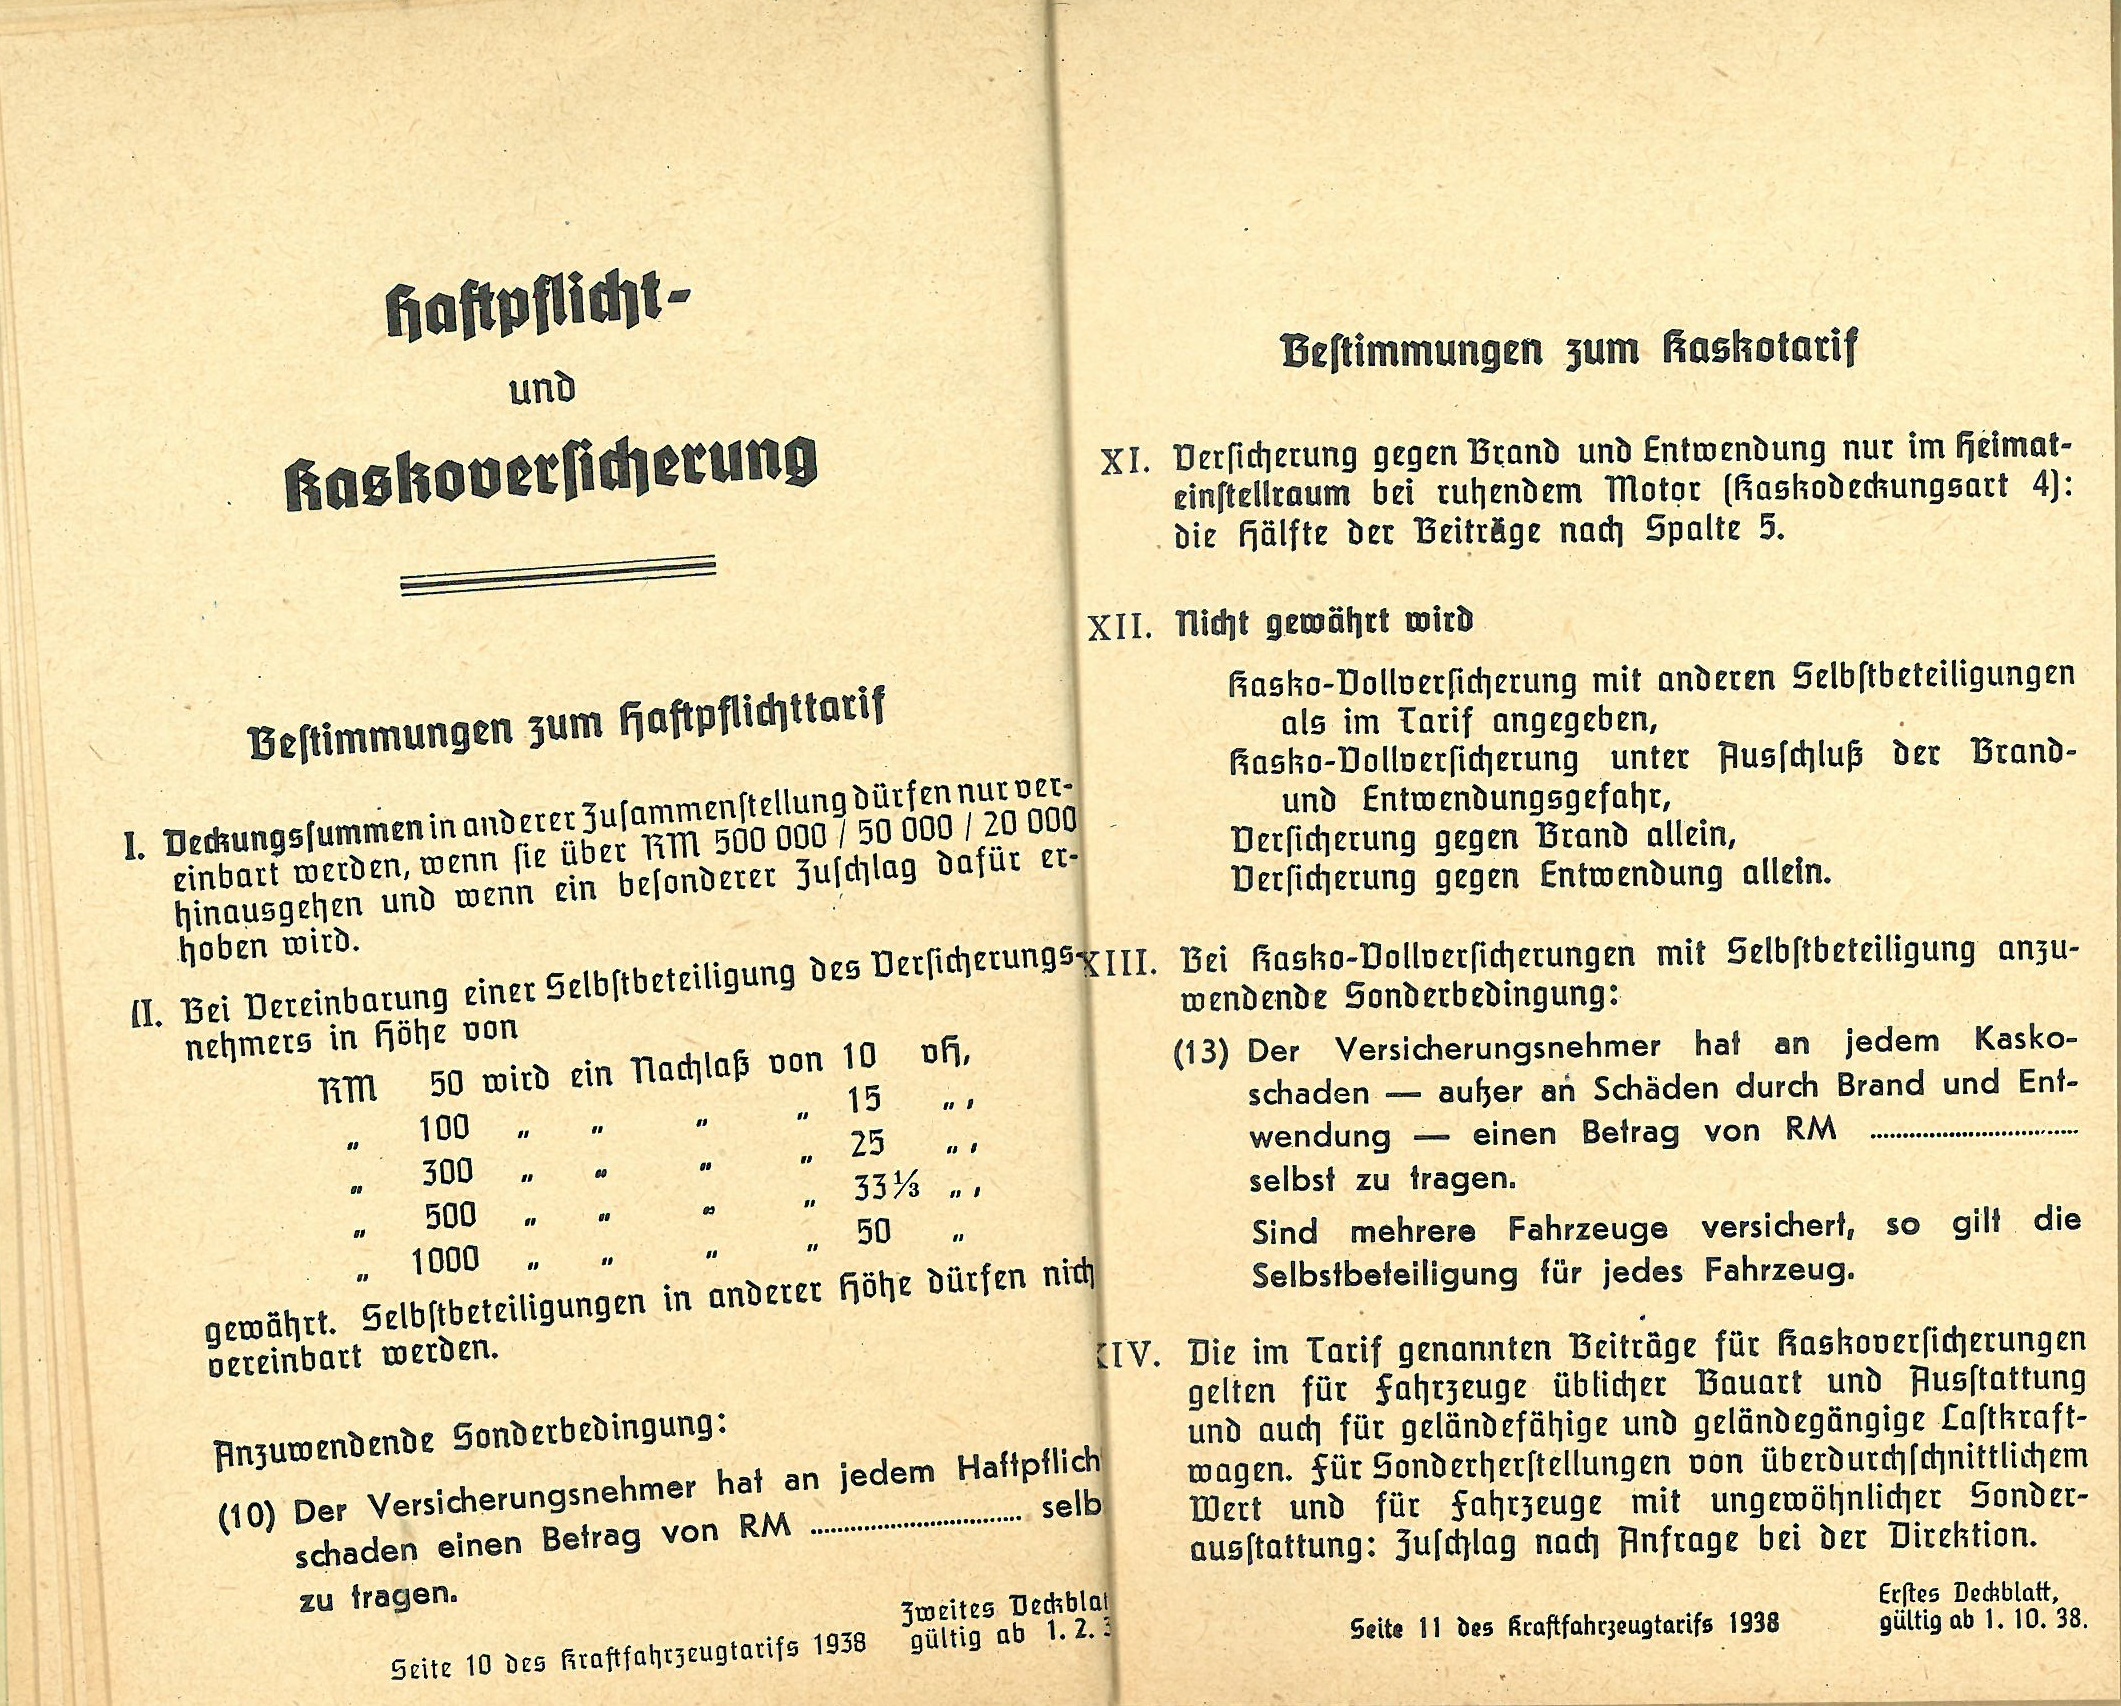 Haftpflicht-
und
Kaskoversicherung
Bestimmungen zum Haftpflichttarif
I. Deckungssummen in anderer Zusammenstellung dürfen nur ver-
einbart werden, wenn sie über RM 500 000 / 50 000 / 20 000
hinausgehen und wenn ein besonderer Zuschlag dafür er-
hoben wird.
II. Bei Vereinbarung einer Selbstbeteiligung des Versicherungs-
nehmers in Höhe von
RM 50 wird ein Nachlaß von 10 vH,
„ 100 „ „ „ „ 15 „ ,
„ 300 „ „ „ „ 25 „ ,
„ 500 „ „ „ „ 33⅓ „ ,
„ 1000 „ „ „ „ 50 „
gewährt. Selbstbeteiligungen in anderer Höhe dürfen nich
vereinbart werden.
Anzuwendende Sonderbedingung:
(10) Der Versicherungsnehmer hat an jedem Haftpflich
schaden einen Betrag von RM .................... selb
zu tragen.
Zweites Deckblat
Seite 10 des Kraftfahrzeugtarifs 1938 gültig ab 1. 2. 3
Bestimmungen zum Kaskotarif
XI. Versicherung gegen Brand und Entwendung nur im Heimat-
einstellraum bei ruhendem Motor (Kaskodeckungsart 4):
die Hälfte der Beiträge nach Spalte 5.
XII. Nicht gewährt wird
Kasko-Vollversicherung mit anderen Selbstbeteiligungen
als im Tarif angegeben,
Kasko-Vollversicherung unter Ausschluß der Brand-
und Entwendungsgefahr,
Versicherung gegen Brand allein,
Versicherung gegen Entwendung allein.
XIII. Bei Kasko-Vollversicherungen mit Selbstbeteiligung anzu-
wendende Sonderbedingung:
(13) Der Versicherungsnehmer hat an jedem Kasko-
schaden — außer an Schäden durch Brand und Ent-
wendung — einen Betrag von RM ....................
selbst zu tragen.
Sind mehrere Fahrzeuge versichert, so gilt die
Selbstbeteiligung für jedes Fahrzeug.
XIV. Die im Tarif genannten Beiträge für Kaskoversicherungen
gelten für Fahrzeuge üblicher Bauart und Ausstattung
und auch für geländefähige und geländegängige Lastkraft-
wagen. Für Sonderherstellungen von überdurchschnittlichem
Wert und für Fahrzeuge mit ungewöhnlicher Sonder-
ausstattung: Zuschlag nach Anfrage bei der Direktion.
Erstes Deckblatt,
Seite 11 des Kraftfahrzeugtarifs 1938 gültig ab 1. 10. 38.